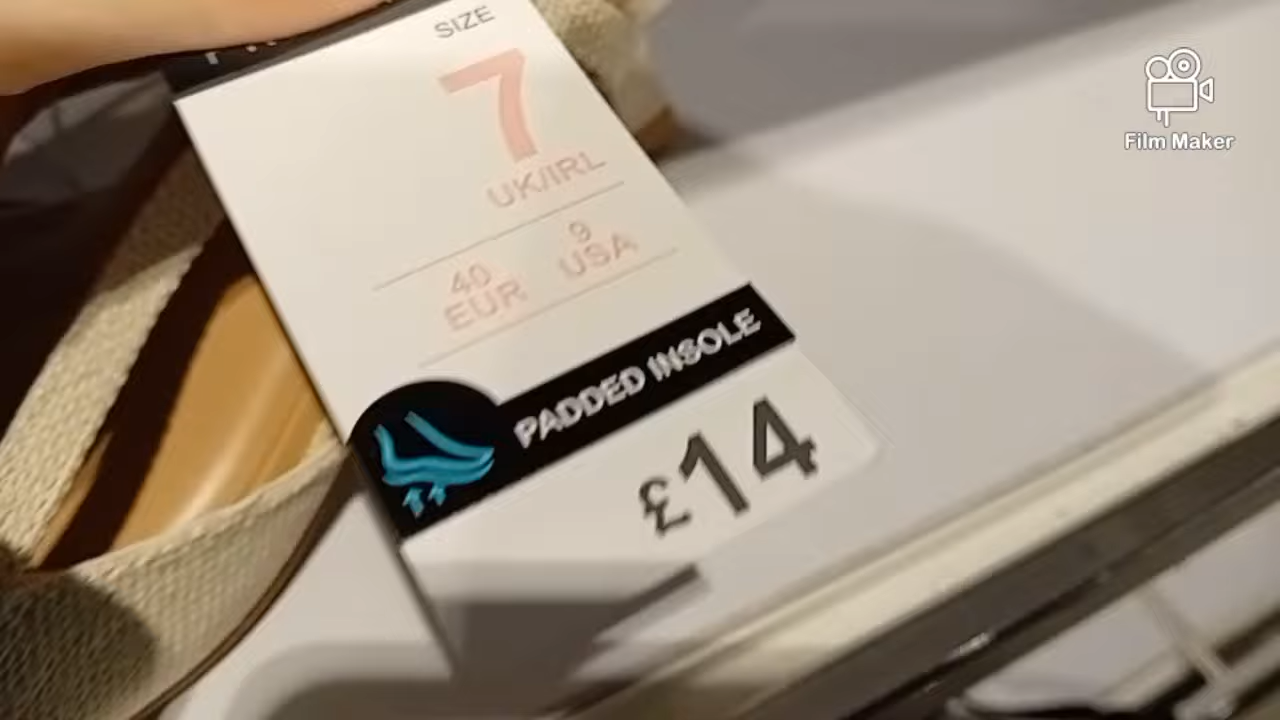 SIZE
7
UK/IRL
40 9
EUR USA
PADDED INSOLE
£14
Film Maker